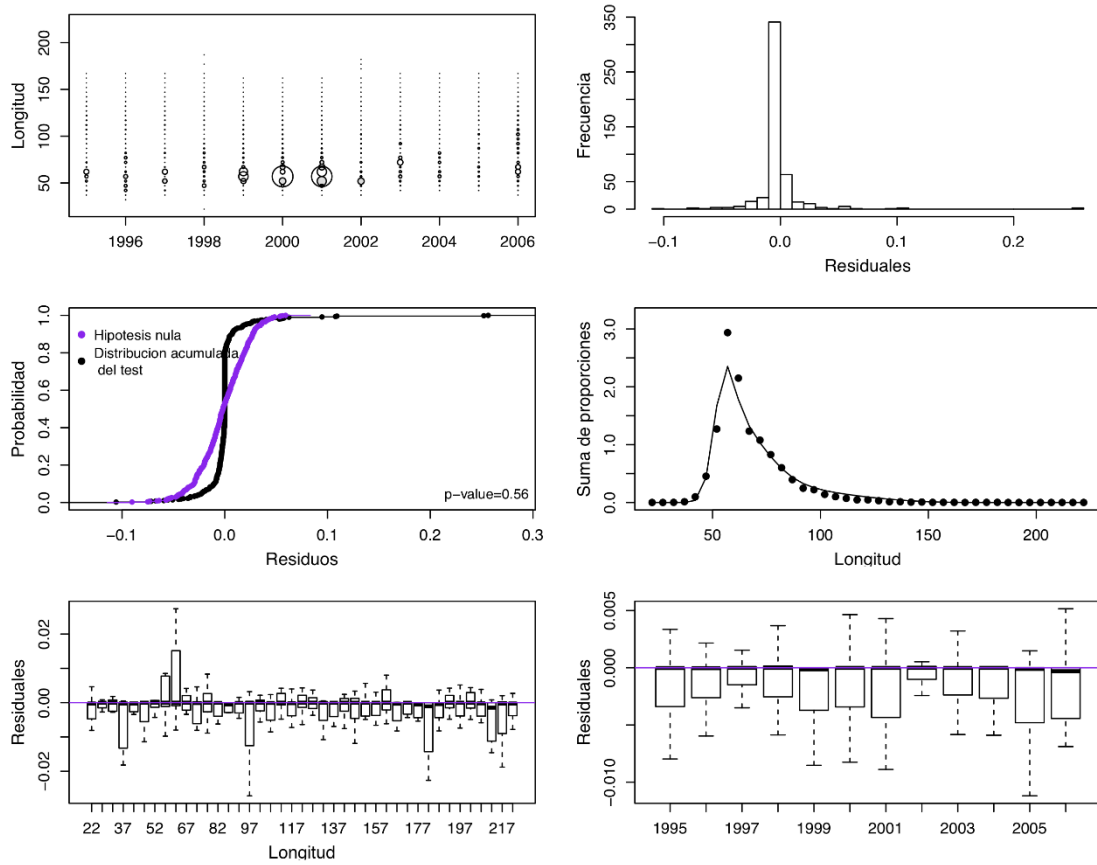 Longitud
200
150
100
50
1996 1998 2000 2002 2004 2006
Frecuencia
350
150
50
0
−0.1 0.0 0.1 0.2
Residuales
Probabilidad
1.0
0.8
0.6
0.4
0.2
0.0
Hipotesis nula
Distribucion acumulada
del test
p-value=0.56
−0.1 0.0 0.1 0.2 0.3
Residuos
Suma de proporciones
3.0
2.0
1.0
0.0
50 100 150 200
Longitud
Residuales
0.02
0.00
−0.02
22 37 52 67 82 97 117 137 157 177 197 217
Longitud
Residuales
0.005
0.000
−0.010
1995 1997 1999 2001 2003 2005